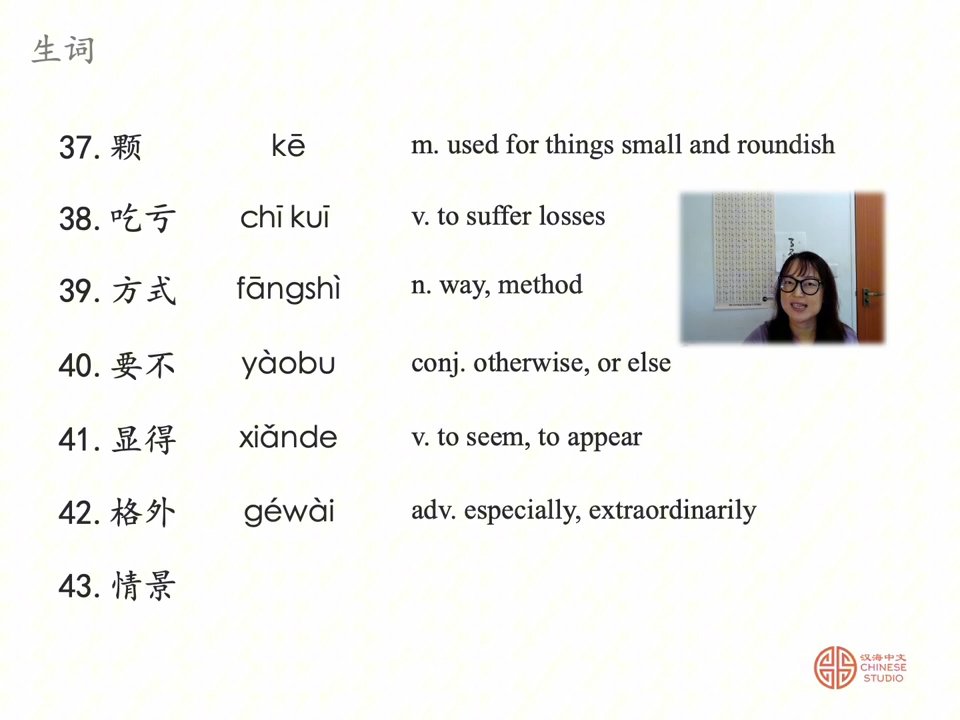 生词
37. 颗 kē m. used for things small and roundish
38. 吃亏 chī kuī v. to suffer losses
39. 方式 fāngshì n. way, method
40. 要不 yàobu conj. otherwise, or else
41. 显得 xiǎnde v. to seem, to appear
42. 格外 géwài adv. especially, extraordinarily
43. 情景
汉海中文
CHINESE
STUDIO